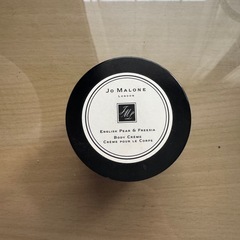 Jo Malone
London
English Pear & Freesia
Body Crème
Crème pour le Corps